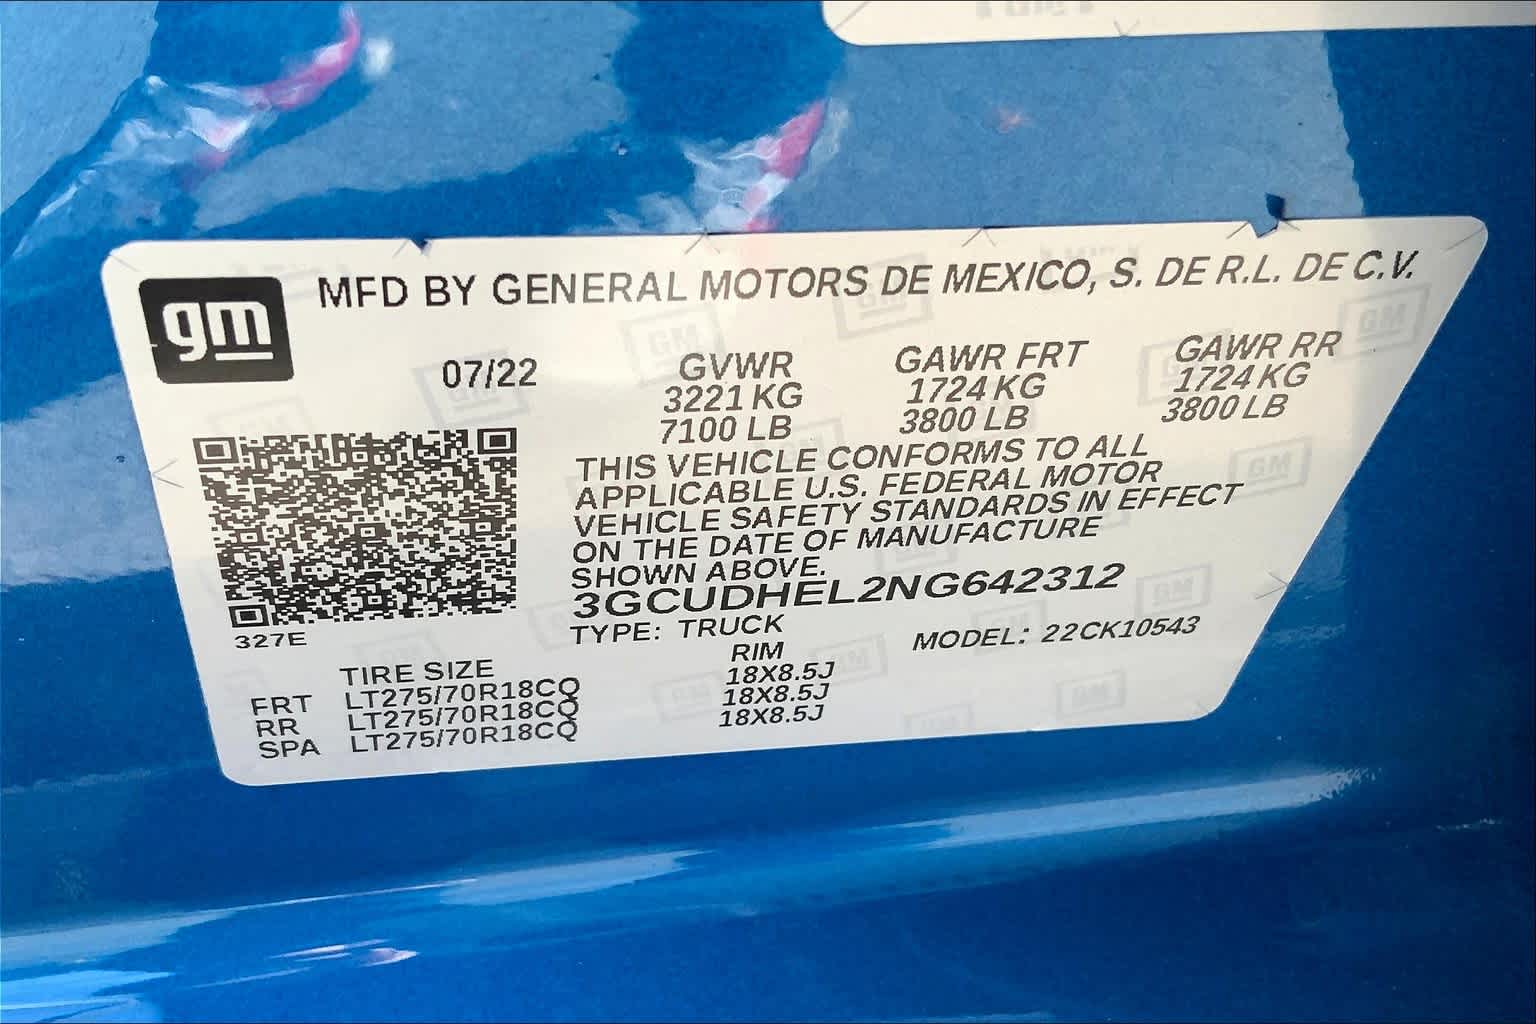 gm
MFD BY GENERAL MOTORS DE MEXICO, S. DE R.L. DE C.V.
07/22
GVWR GAWR FRT GAWR RR
3221 KG 1724 KG 1724 KG
7100 LB 3800 LB 3800 LB
THIS VEHICLE CONFORMS TO ALL
APPLICABLE U.S. FEDERAL MOTOR
VEHICLE SAFETY STANDARDS IN EFFECT
ON THE DATE OF MANUFACTURE
SHOWN ABOVE.
3GCUDHEL2NG642312
327E
TYPE: TRUCK MODEL: 22CK10543
TIRE SIZE RIM
FRT LT275/70R18CQ 18X8.5J
RR LT275/70R18CQ 18X8.5J
SPA LT275/70R18CQ 18X8.5J